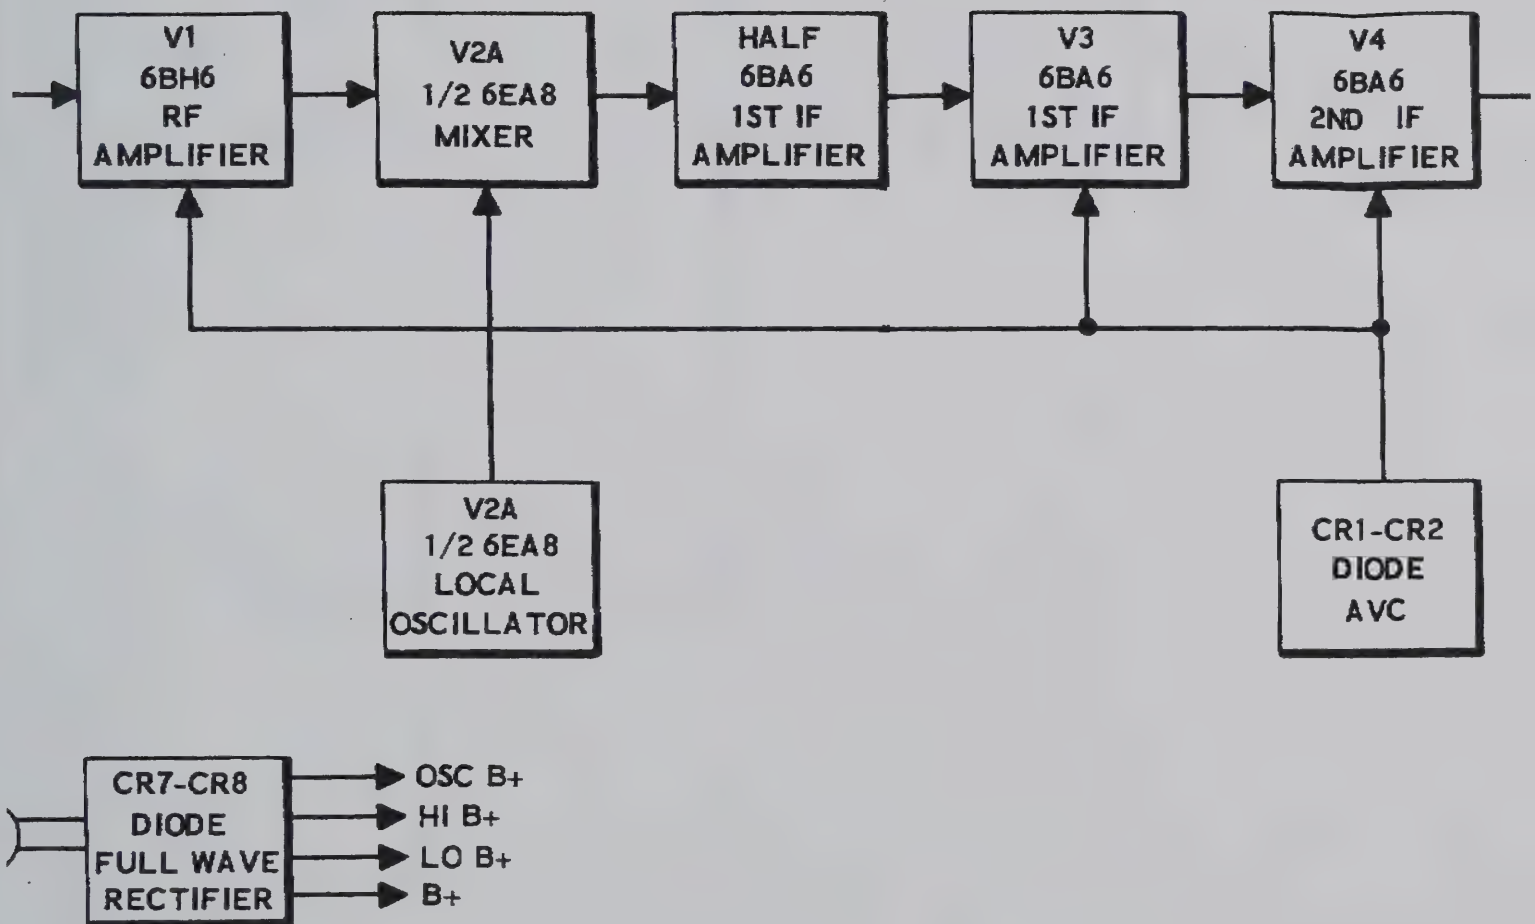 V1
6BH6
RF
AMPLIFIER
V2A
1/2 6EA8
MIXER
HALF
6BA6
1ST IF
AMPLIFIER
V3
6BA6
1ST IF
AMPLIFIER
V4
6BA6
2ND IF
AMPLIFIER
V2A
1/2 6EA8
LOCAL
OSCILLATOR
CR1-CR2
DIODE
AVC
CR7-CR8
DIODE
FULL WAVE
RECTIFIER
OSC B+
HI B+
LO B+
B+